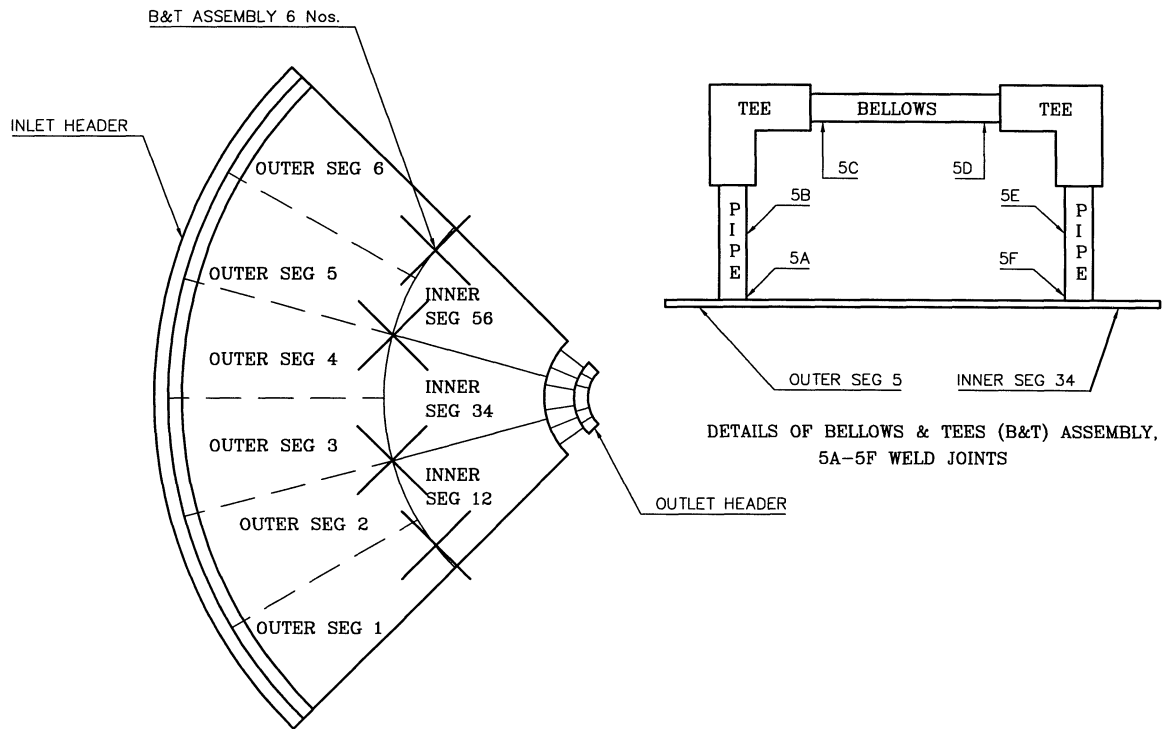 B&T ASSEMBLY 6 Nos.
INLET HEADER
OUTER SEG 6
OUTER SEG 5
OUTER SEG 4
OUTER SEG 3
OUTER SEG 2
OUTER SEG 1
INNER
SEG 56
INNER
SEG 34
INNER
SEG 12
OUTLET HEADER
TEE
BELLOWS
TEE
5C
5D
5B
5E
PIPE
PIPE
5A
5F
OUTER SEG 5
INNER SEG 34
DETAILS OF BELLOWS & TEES (B&T) ASSEMBLY,
5A-5F WELD JOINTS